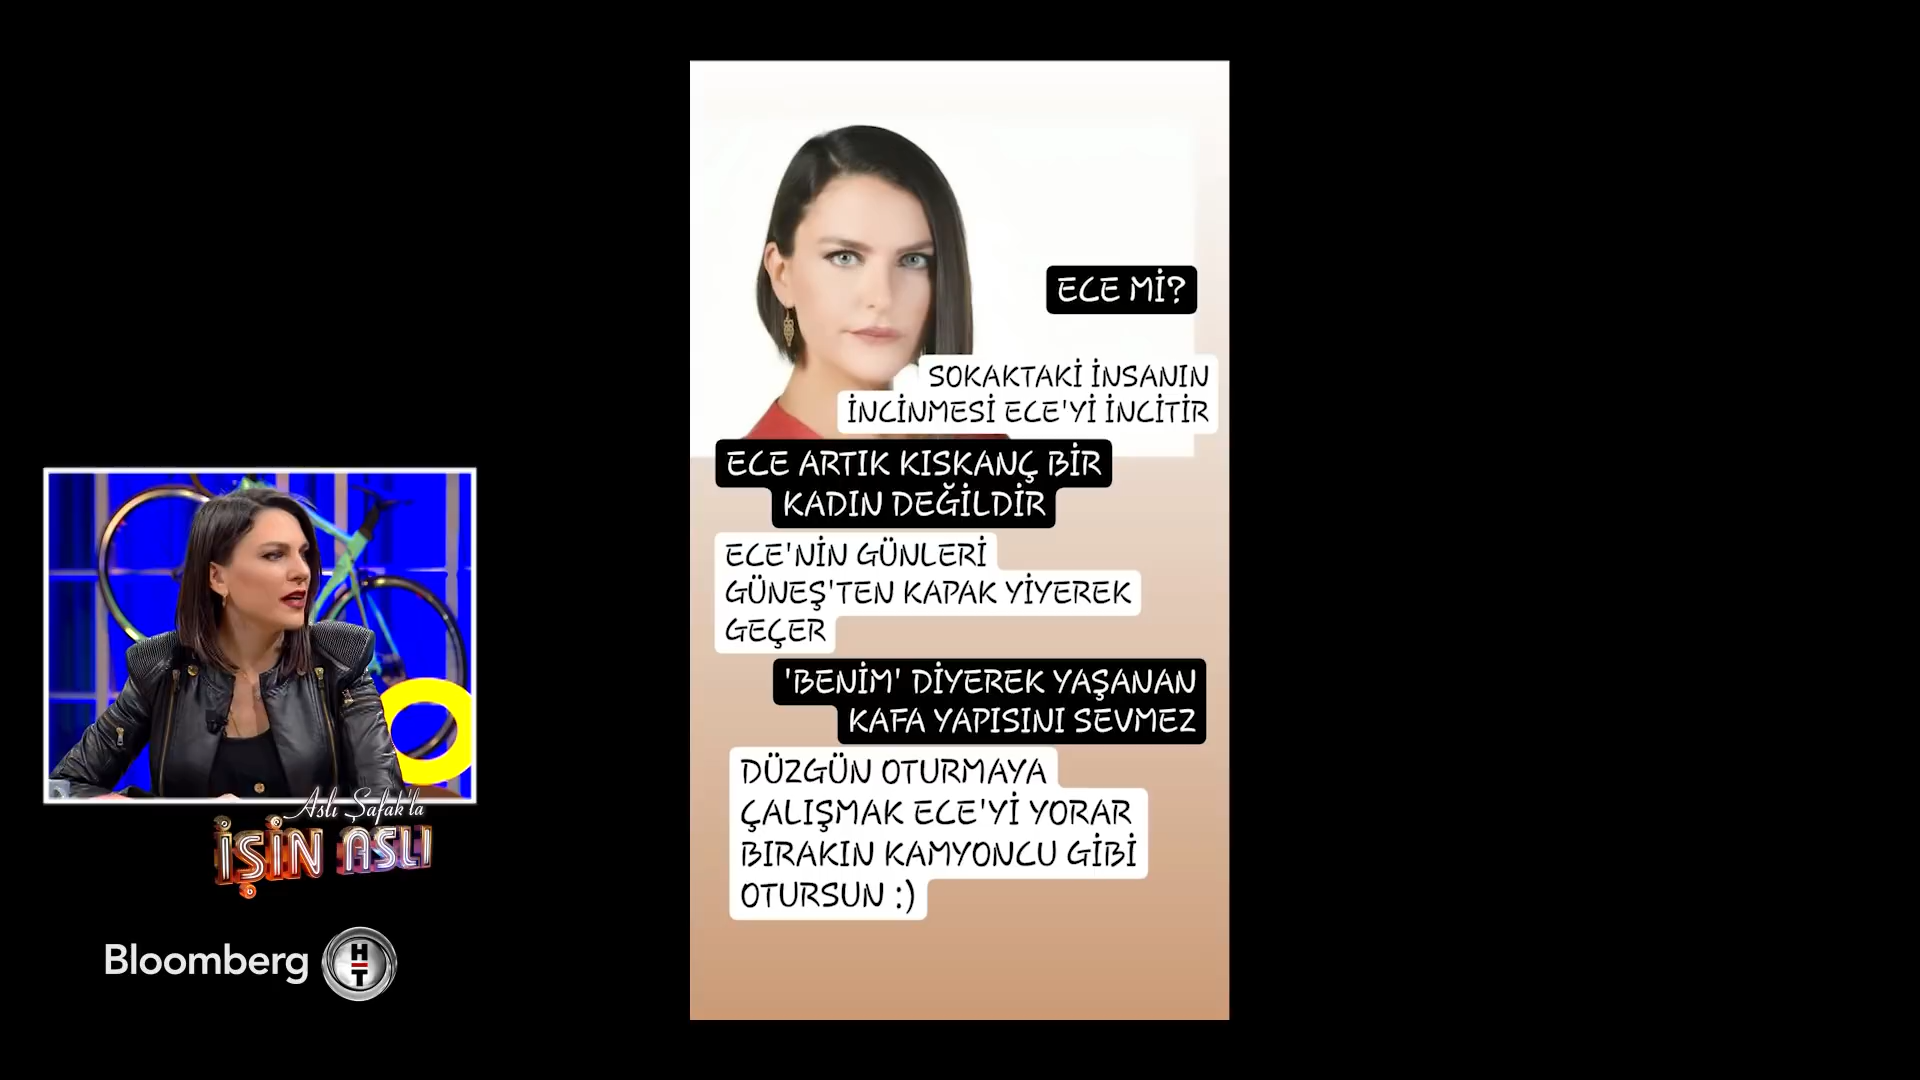 ECE Mİ?
SOKAKTAKİ İNSANIN
İNCİNMESİ ECE'Yİ İNCİTİR
ECE ARTIK KISKANÇ BİR
KADIN DEĞİLDİR
ECE'NİN GÜNLERİ
GÜNEŞ'TEN KAPAK YİYEREK
GEÇER
'BENİM' DİYEREK YAŞANAN
KAFA YAPISINI SEVMEZ
DÜZGÜN OTURMAYA
ÇALIŞMAK ECE'Yİ YORAR
BIRAKIN KAMYONCU GİBİ
OTURSUN :)
Aslı Şafak'la
İŞİN ASLI
Bloomberg HT